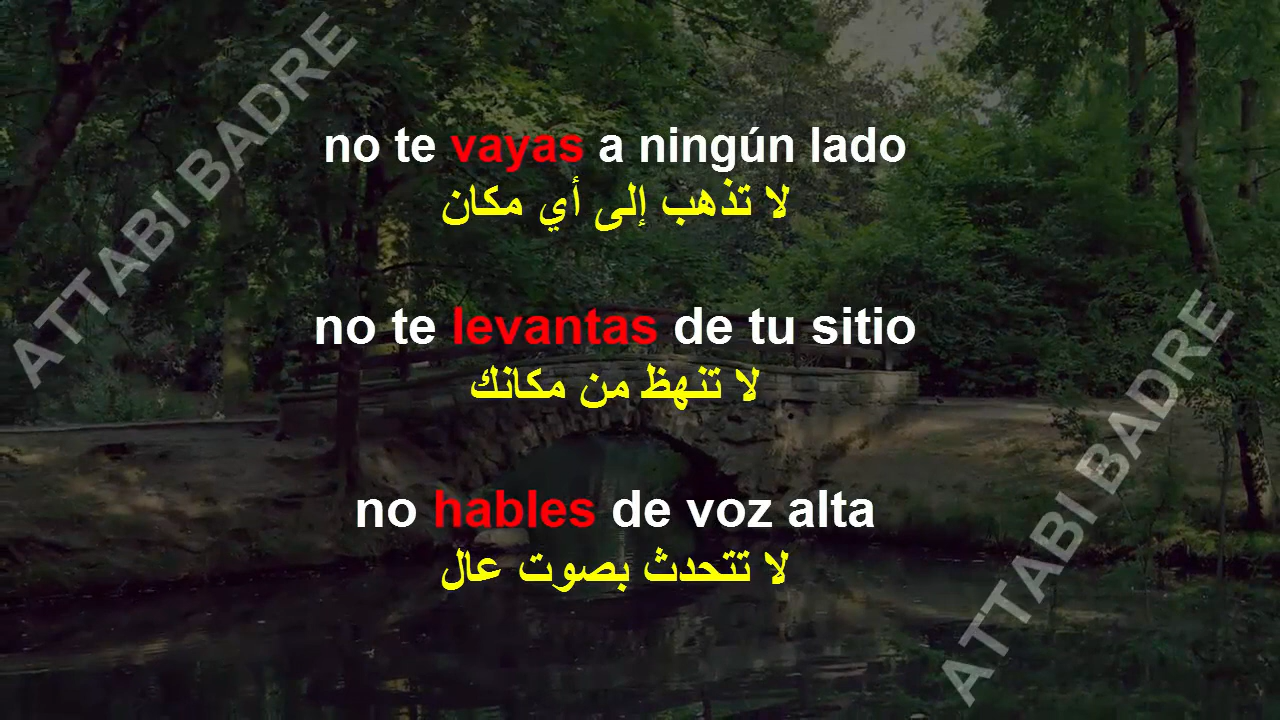 ATTABI BADRE
no te vayas a ningún lado
لا تذهب إلى أي مكان
no te levantas de tu sitio
لا تنهظ من مكانك
no hables de voz alta
لا تتحدث بصوت عال
ATTABI BADRE